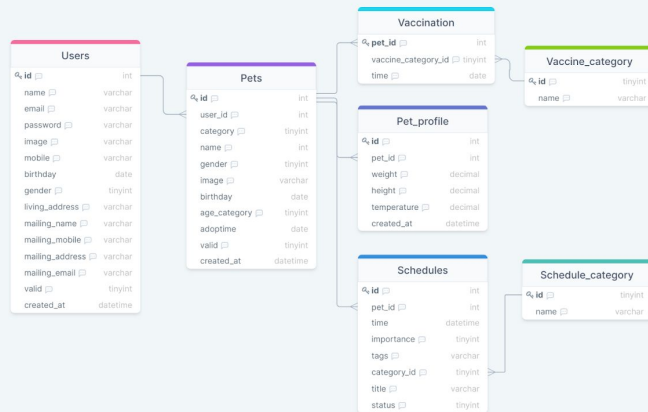 Users
id int
name varchar
email varchar
password varchar
image varchar
mobile varchar
birthday date
gender tinyint
living_address varchar
mailing_name varchar
mailing_mobile varchar
mailing_address varchar
mailing_email varchar
valid tinyint
created_at datetime
Pets
id int
user_id int
category tinyint
name int
gender tinyint
image varchar
birthday date
age_category tinyint
adoptime date
valid tinyint
created_at datetime
Vaccination
pet_id int
vaccine_category_id tinyint
time date
Pet_profile
id int
pet_id int
weight decimal
height decimal
temperature decimal
created_at datetime
Schedules
id int
pet_id int
time datetime
importance tinyint
tags varchar
category_id tinyint
title varchar
status tinyint
Vaccine_category
id tinyint
name varchar
Schedule_category
id tinyint
name varchar